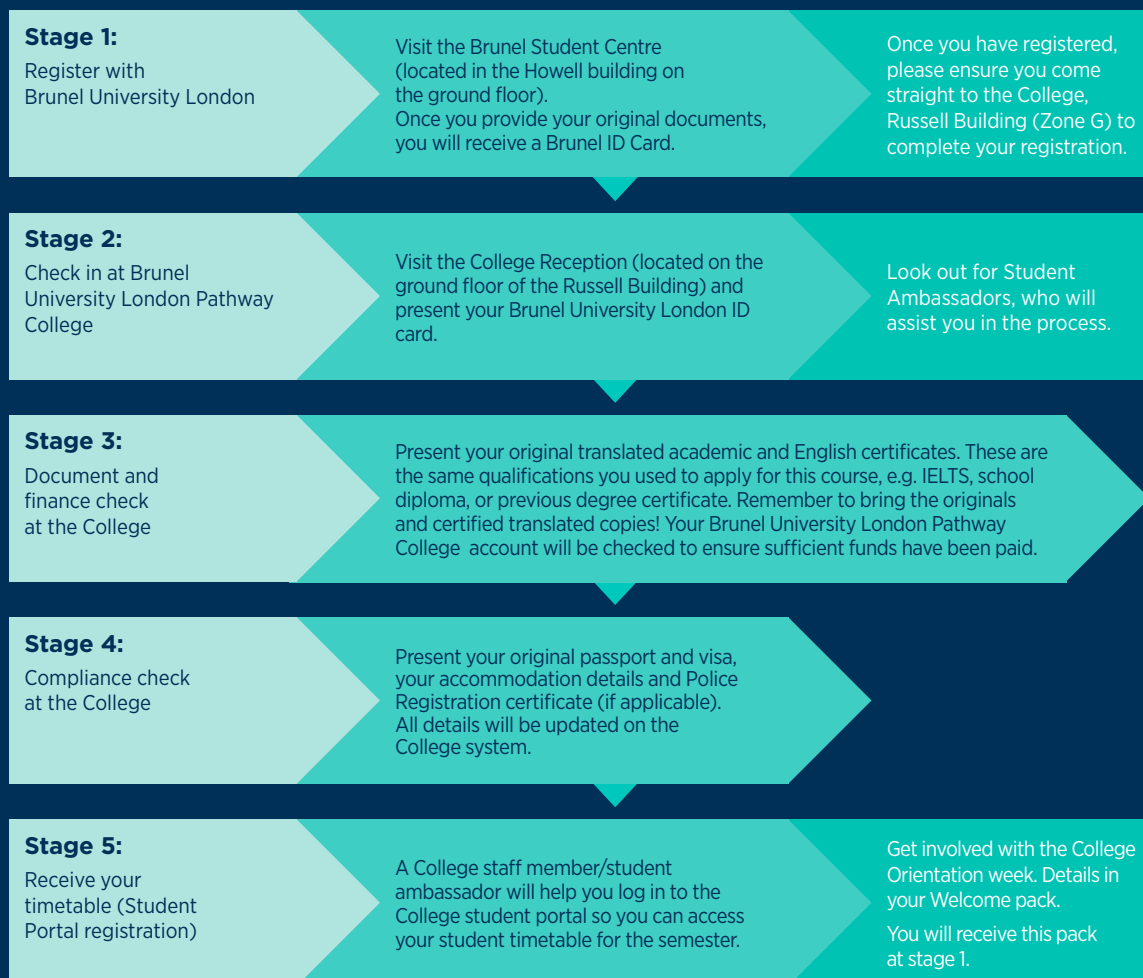 Stage 1:
Register with
Brunel University London
Visit the Brunel Student Centre
(located in the Howell building on
the ground floor).
Once you provide your original documents,
you will receive a Brunel ID Card.
Once you have registered,
please ensure you come
straight to the College,
Russell Building (Zone G) to
complete your registration.
Stage 2:
Check in at Brunel
University London Pathway
College
Visit the College Reception (located on the
ground floor of the Russell Building) and
present your Brunel University London ID
card.
Look out for Student
Ambassadors, who will
assist you in the process.
Stage 3:
Document and
finance check
at the College
Present your original translated academic and English certificates. These are
the same qualifications you used to apply for this course, e.g. IELTS, school
diploma, or previous degree certificate. Remember to bring the originals
and certified translated copies! Your Brunel University London Pathway
College account will be checked to ensure sufficient funds have been paid.
Stage 4:
Compliance check
at the College
Present your original passport and visa,
your accommodation details and Police
Registration certificate (if applicable).
All details will be updated on the
College system.
Stage 5:
Receive your
timetable (Student
Portal registration)
A College staff member/student
ambassador will help you log in to the
College student portal so you can access
your student timetable for the semester.
Get involved with the College
Orientation week. Details in
your Welcome pack.
You will receive this pack
at stage 1.